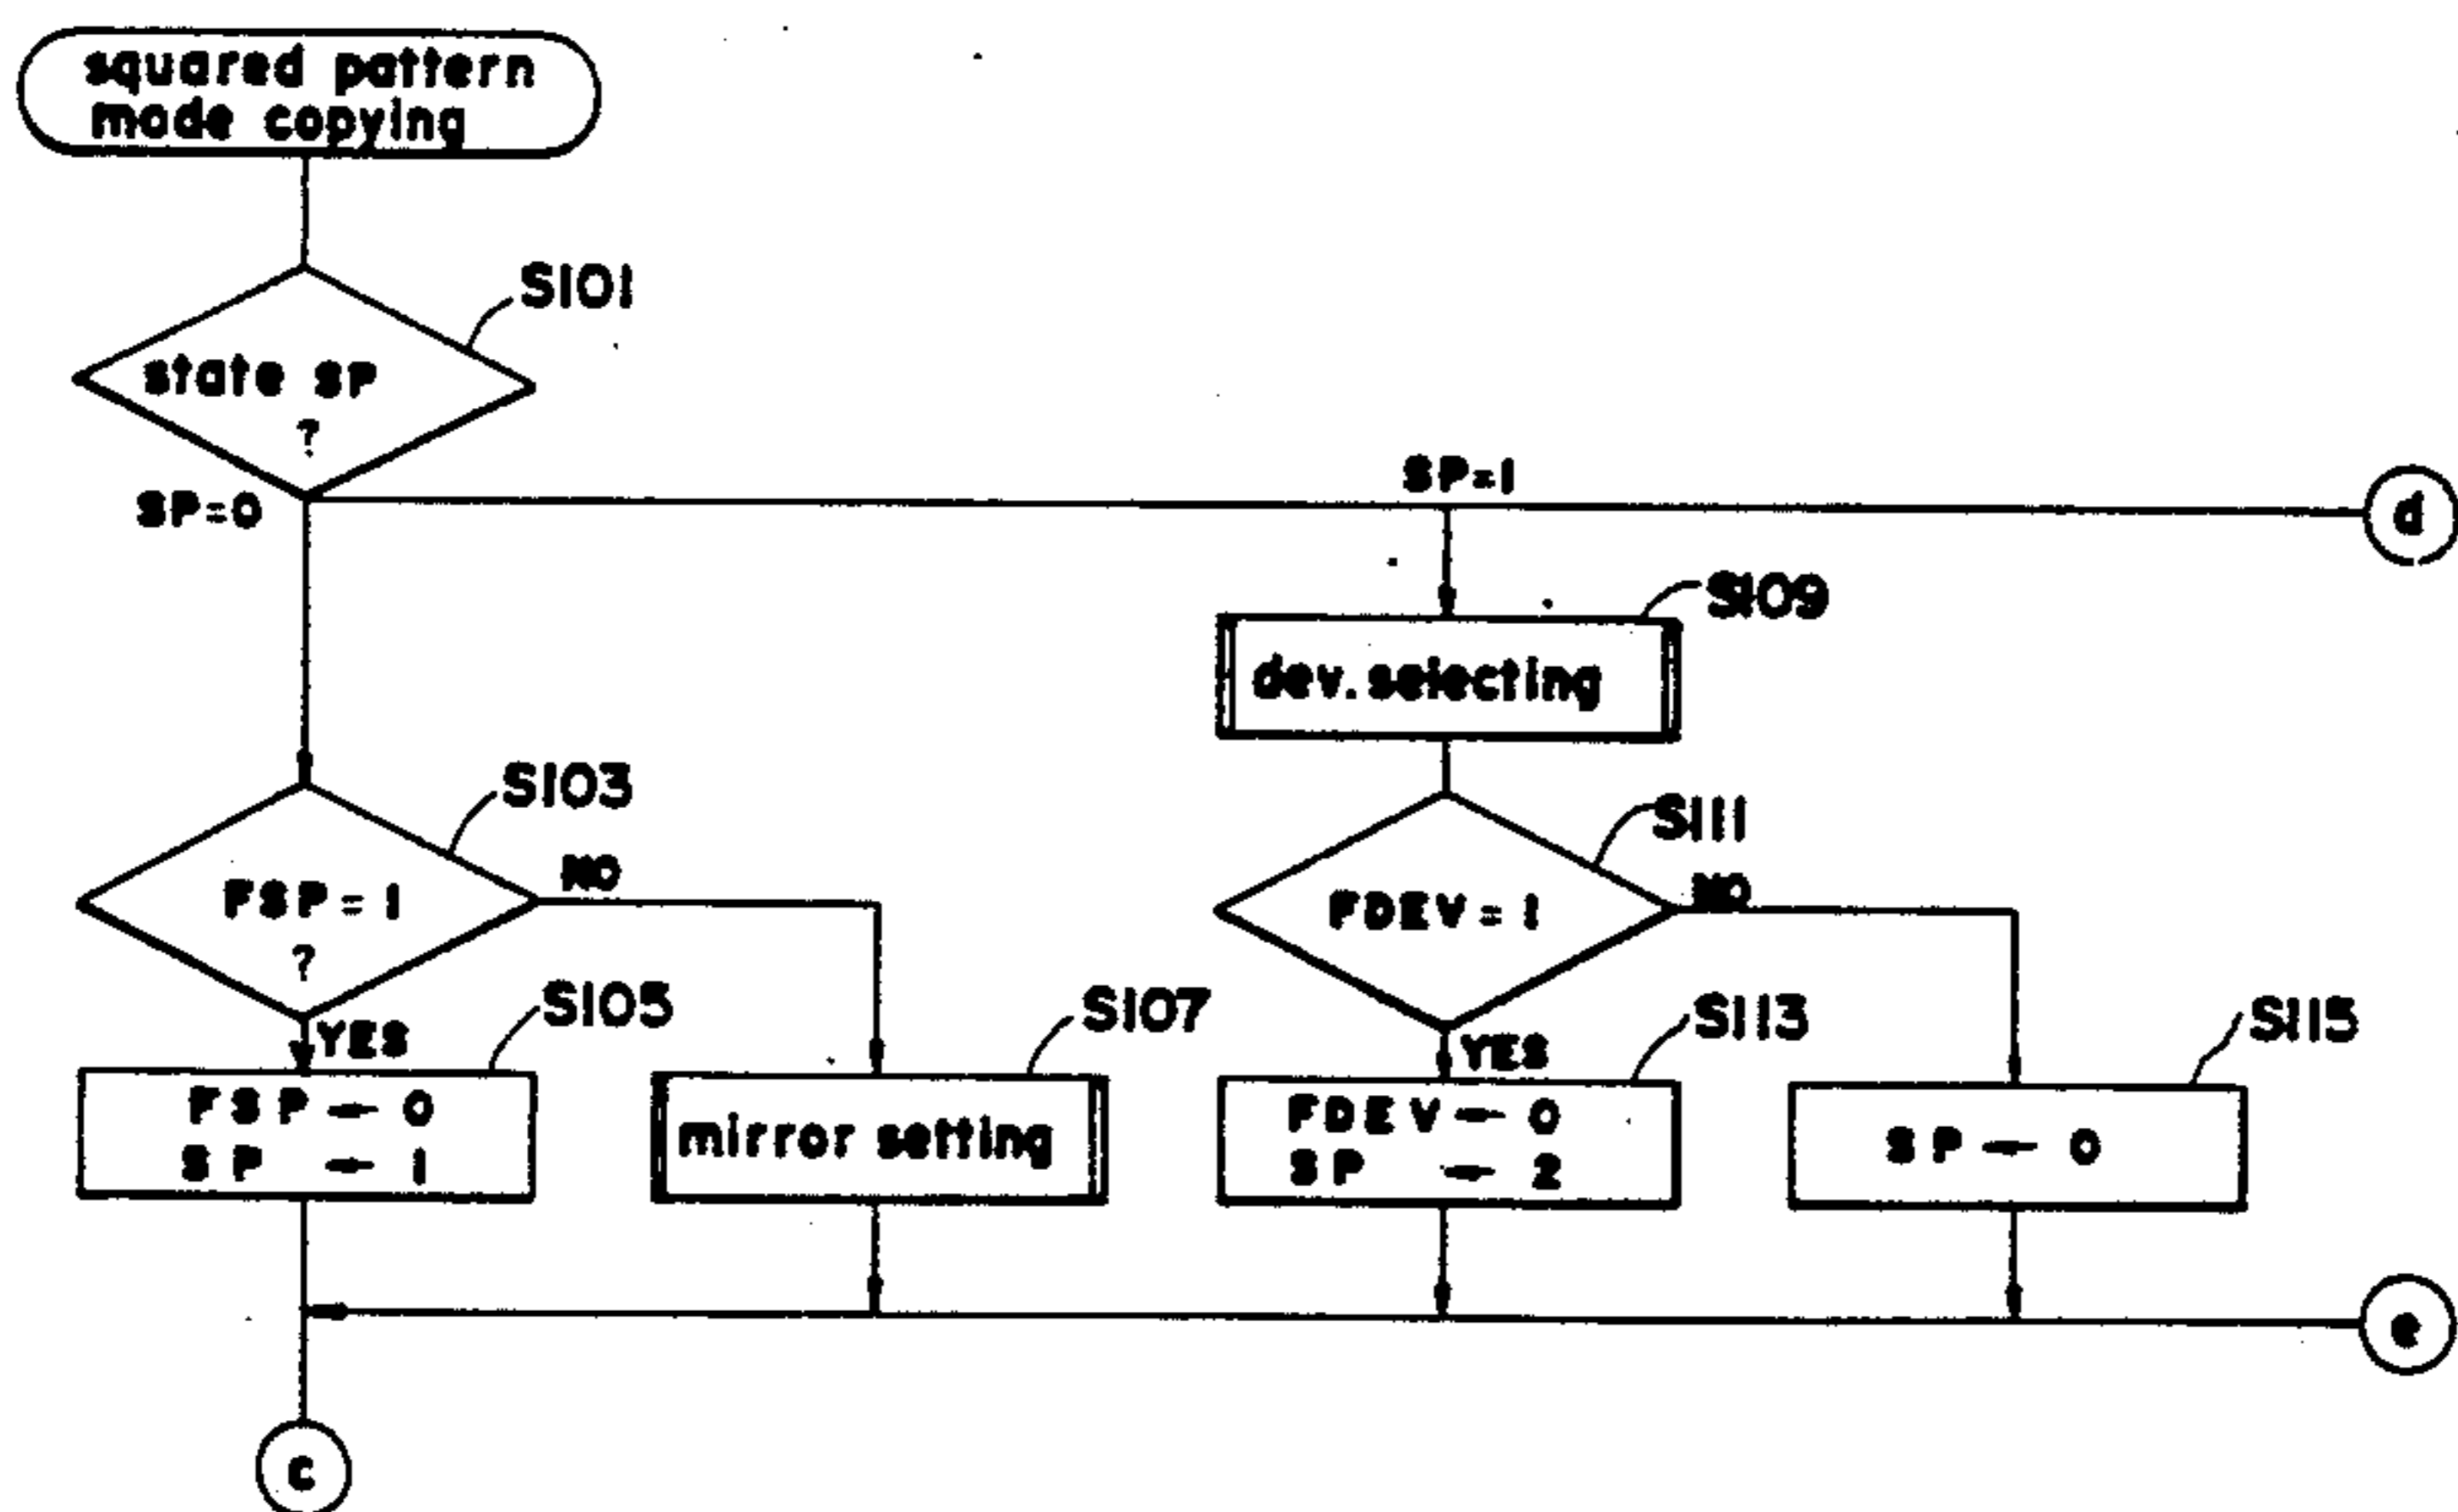 squared pattern
mode copying
S101
state SP
?
SP=0
SP=1
d
S109
dev. selecting
S103
FSP=1
?
NO
YES
S111
FDEV=1
NO
YES
S105
FSP ← 0
SP ← 1
S107
mirror setting
S113
FDEV ← 0
SP ← 2
S115
SP ← 0
e
c